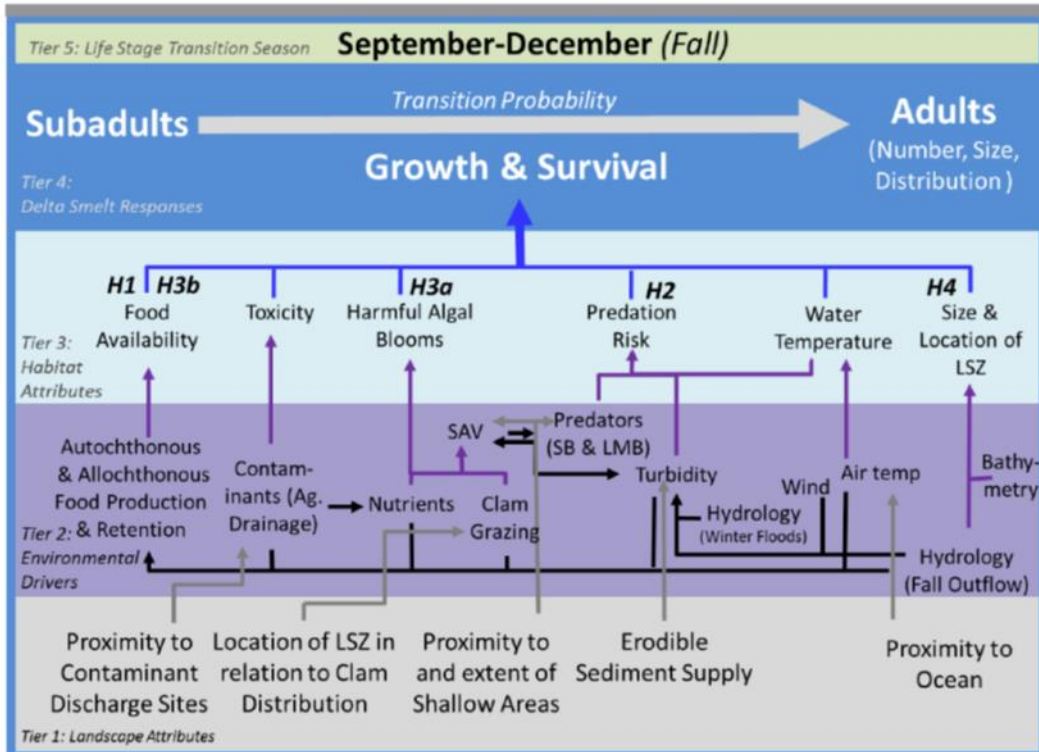 Tier 5: Life Stage Transition Season
September-December (Fall)
Transition Probability
Subadults
Adults
(Number, Size,
Distribution )
Growth & Survival
Tier 4:
Delta Smelt Responses
H1 H3b
Food
Availability
Toxicity
H3a
Harmful Algal
Blooms
H2
Predation
Risk
Water
Temperature
H4
Size &
Location of
LSZ
Tier 3:
Habitat
Attributes
Autochthonous
& Allochthonous
Food Production
& Retention
Contam-
inants (Ag.
Drainage)
Nutrients
SAV
Clam
Grazing
Predators
(SB & LMB)
Turbidity
Hydrology
(Winter Floods)
Wind
Air temp
Bathy-
metry
Hydrology
(Fall Outflow)
Tier 2:
Environmental
Drivers
Proximity to
Contaminant
Discharge Sites
Location of LSZ in
relation to Clam
Distribution
Proximity to
and extent of
Shallow Areas
Erodible
Sediment Supply
Proximity to
Ocean
Tier 1: Landscape Attributes